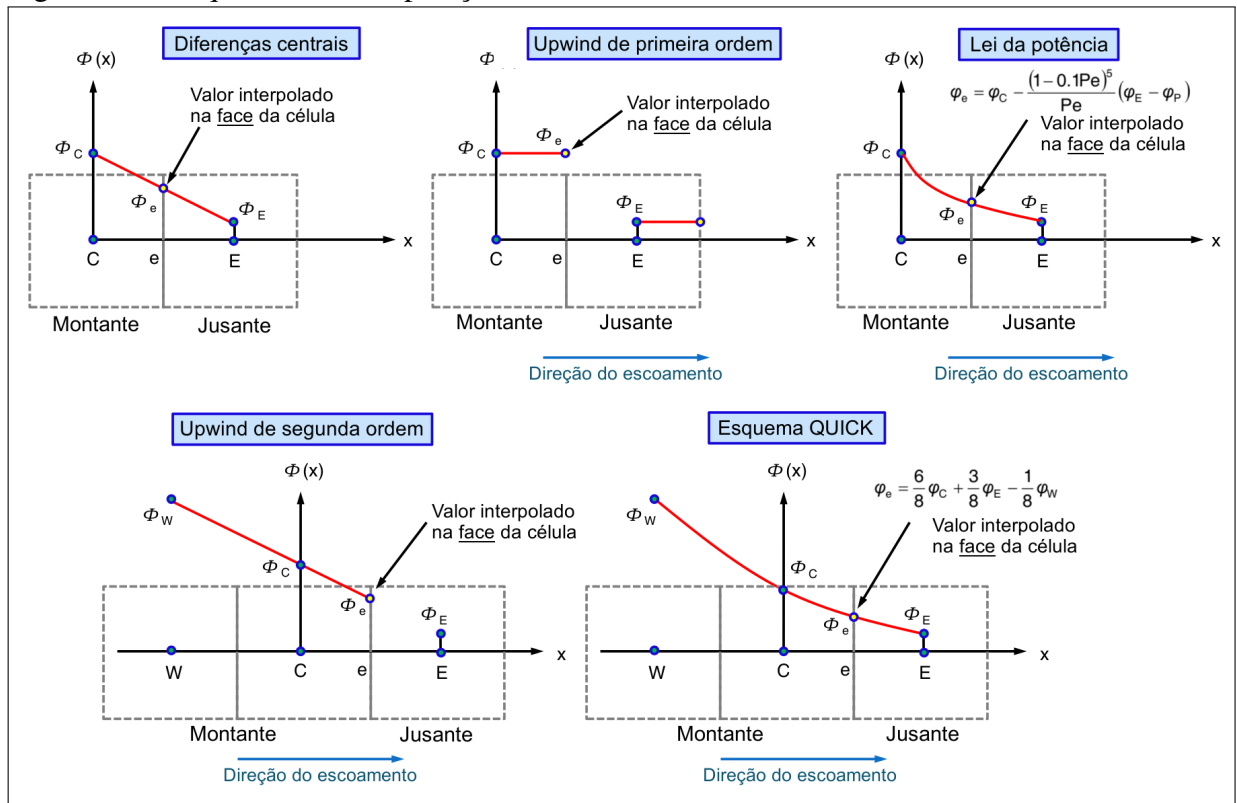 Diferenças centrais
Φ (x)
Valor interpolado
na face da célula
Φ C
Φ e
Φ E
x
C
e
E
Montante
Jusante
Upwind de primeira ordem
Valor interpolado
na face da célula
Φ C
Φ e
Φ E
x
C
e
E
Montante
Jusante
Direção do escoamento
Lei da potência
Φ (x)
φe = φC − (1−0.1Pe)^5/Pe (φE − φP)
Valor interpolado
na face da célula
Φ C
Φ e
Φ E
x
C
e
E
Montante
Jusante
Direção do escoamento
Upwind de segunda ordem
Φ (x)
Φ W
Valor interpolado
na face da célula
Φ C
Φ e
Φ E
x
W
C
e
E
Montante
Jusante
Direção do escoamento
Esquema QUICK
Φ (x)
φe = 6/8 φC + 3/8 φE − 1/8 φW
Φ W
Valor interpolado
na face da célula
Φ C
Φ e
Φ E
x
W
C
e
E
Montante
Jusante
Direção do escoamento